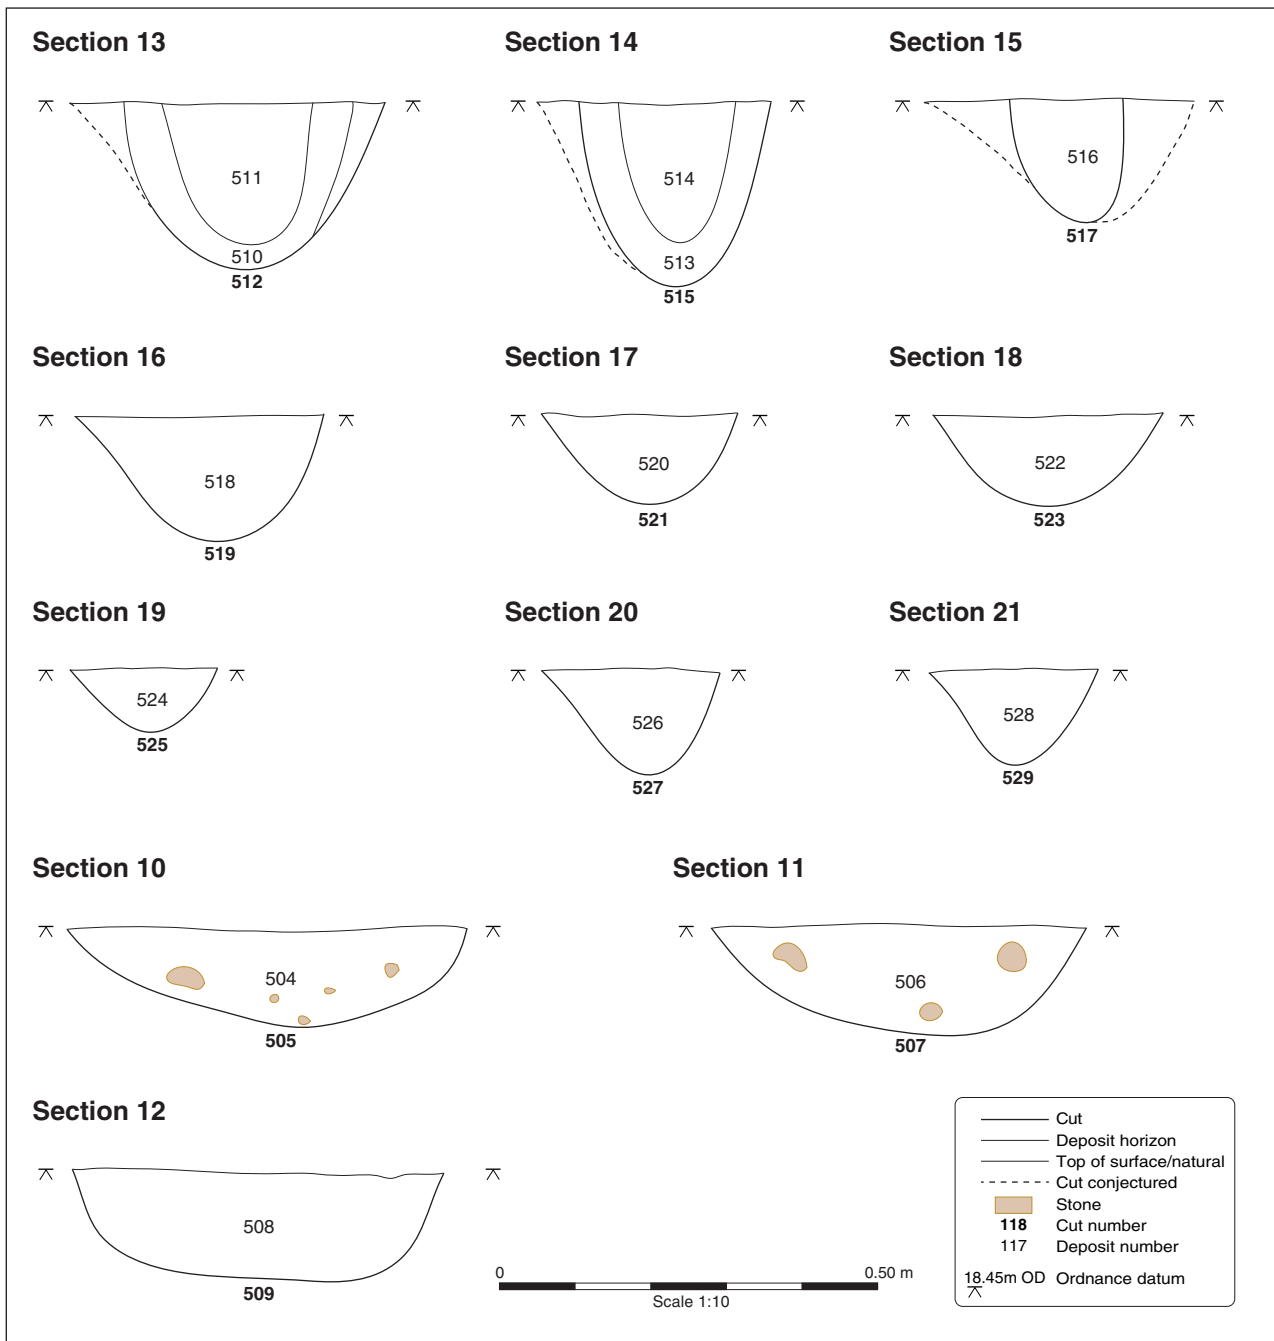 Section 13
Section 14
Section 15
511
510
512
514
513
515
516
517
Section 16
Section 17
Section 18
518
519
520
521
522
523
Section 19
Section 20
Section 21
524
525
526
527
528
529
Section 10
Section 11
504
505
506
507
Section 12
508
509
0
0.50 m
Scale 1:10
Cut
Deposit horizon
Top of surface/natural
Cut conjectured
Stone
118 Cut number
117 Deposit number
18.45m OD Ordnance datum